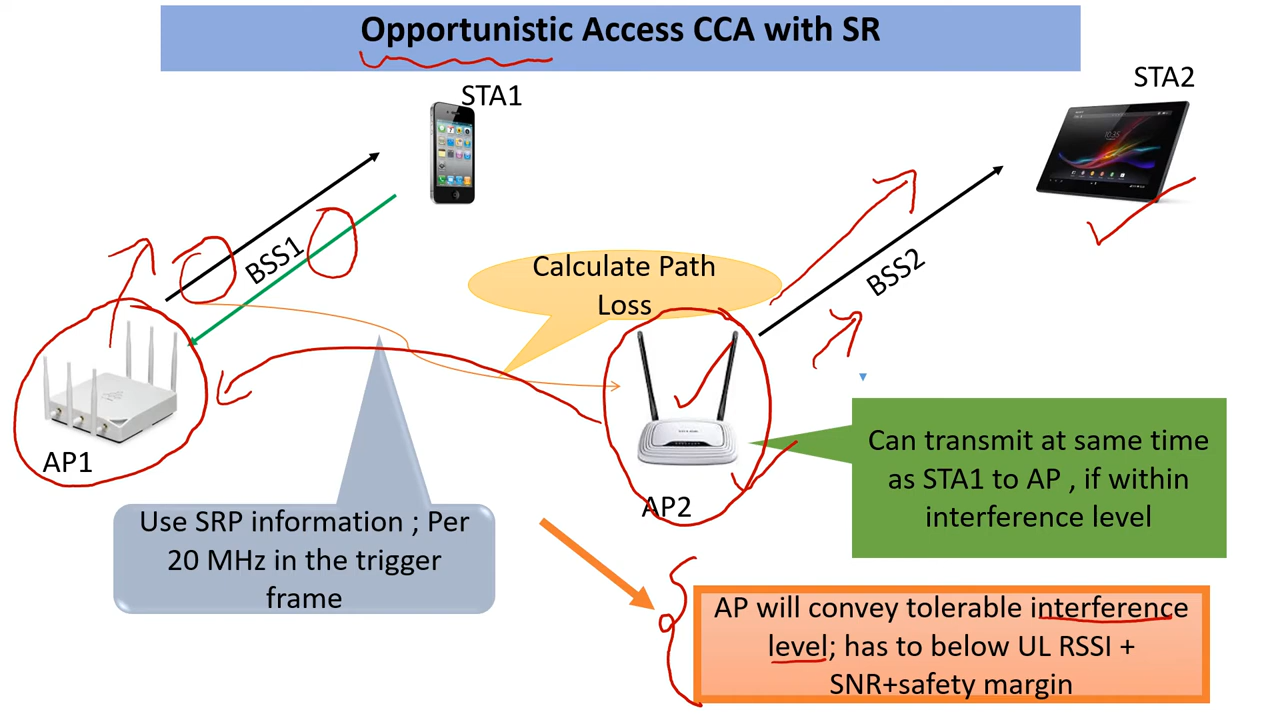 Opportunistic Access CCA with SR
STA1
STA2
BSS1
BSS2
Calculate Path
Loss
AP1
AP2
Can transmit at same time
as STA1 to AP , if within
interference level
Use SRP information ; Per
20 MHz in the trigger
frame
AP will convey tolerable interference
level; has to below UL RSSI +
SNR+safety margin